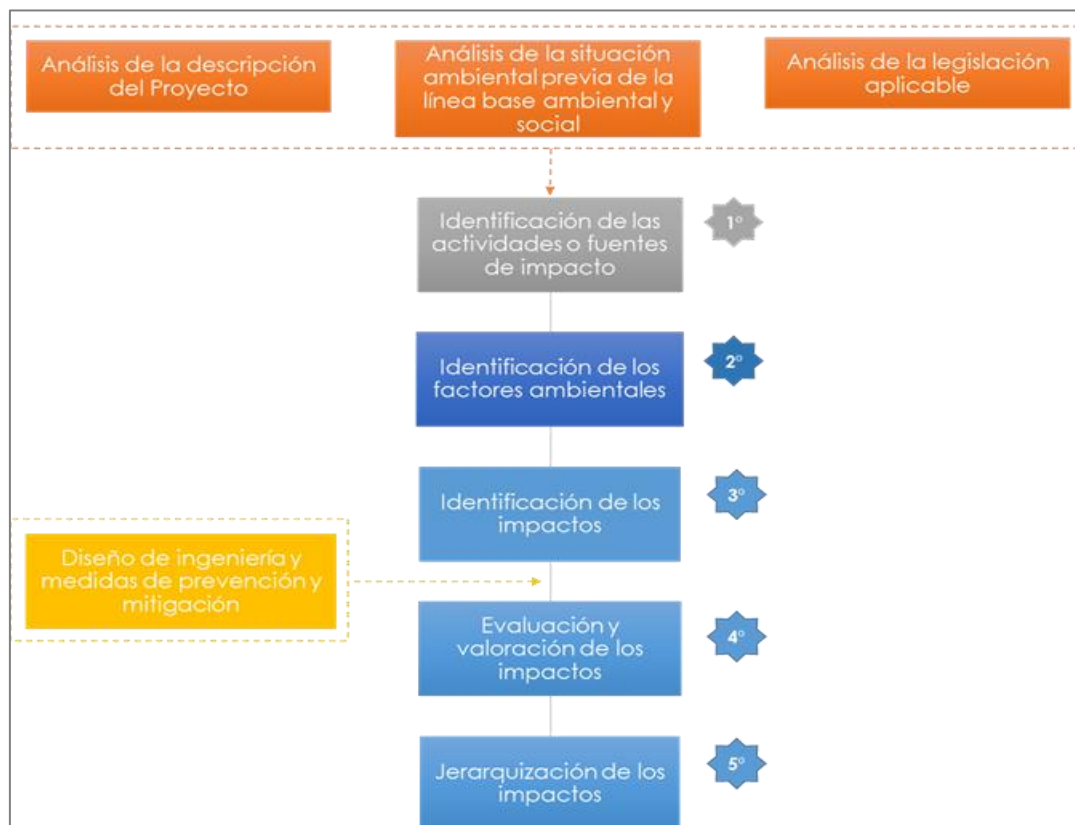 Análisis de la descripción
del Proyecto
Análisis de la situación
ambiental previa de la
línea base ambiental y
social
Análisis de la legislación
aplicable
Identificación de las
actividades o fuentes
de impacto
1°
Identificación de los
factores ambientales
2°
Identificación de los
impactos
3°
Diseño de ingeniería y
medidas de prevención y
mitigación
Evaluación y
valoración de los
impactos
4°
Jerarquización de los
impactos
5°